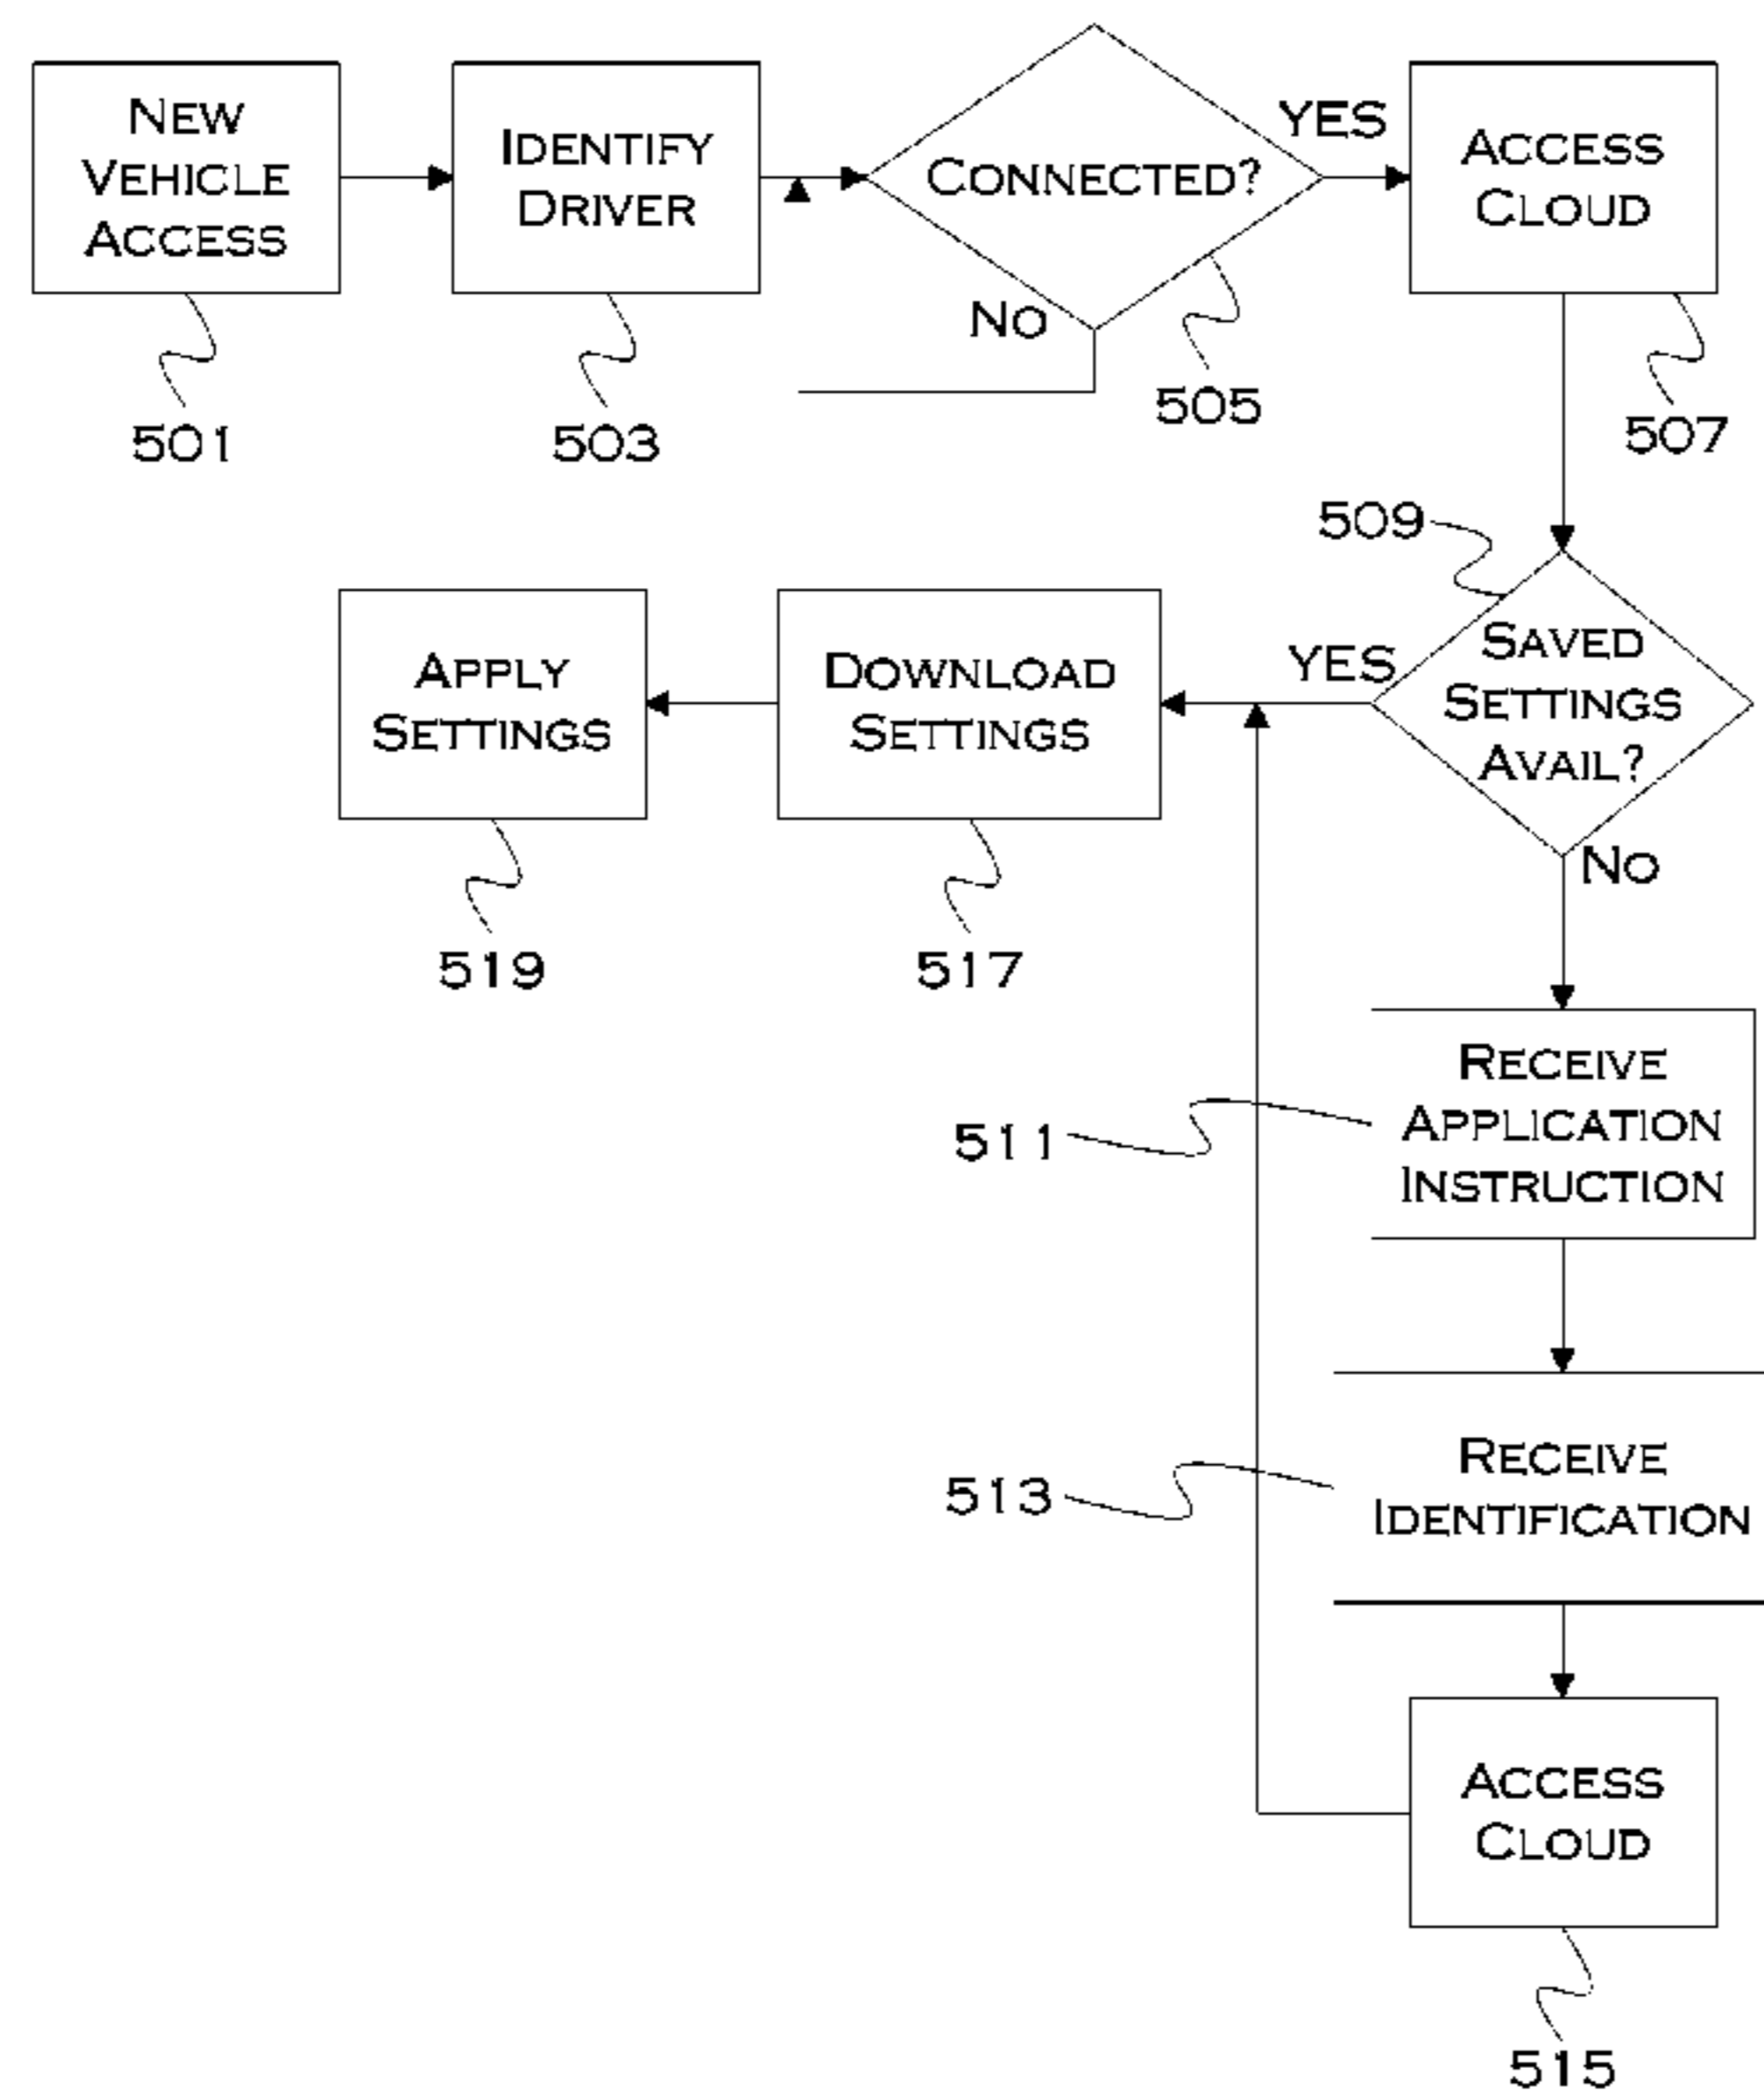 NEW
VEHICLE
ACCESS
501
IDENTIFY
DRIVER
503
CONNECTED?
YES
NO
505
ACCESS
CLOUD
507
509
SAVED
SETTINGS
AVAIL?
YES
NO
DOWNLOAD
SETTINGS
517
APPLY
SETTINGS
519
RECEIVE
APPLICATION
INSTRUCTION
511
RECEIVE
IDENTIFICATION
513
ACCESS
CLOUD
515